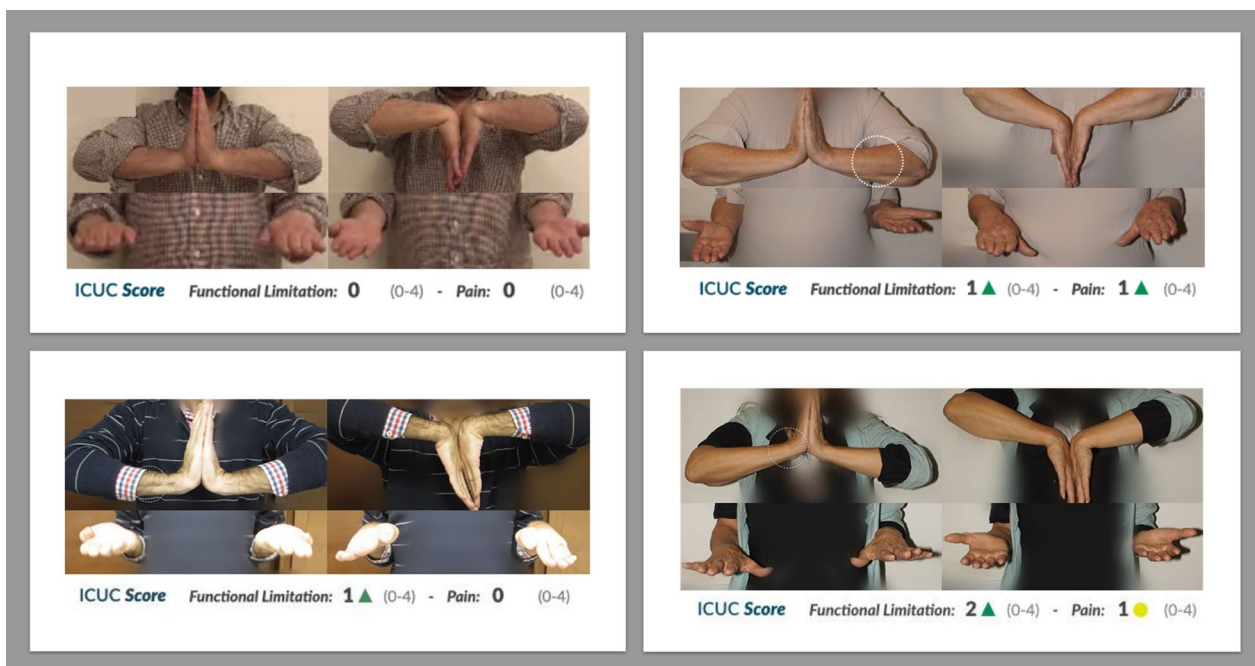 ICUC Score Functional Limitation: 0 (0-4) - Pain: 0 (0-4)
ICUC
ICUC Score Functional Limitation: 1 ▲ (0-4) - Pain: 1 ▲ (0-4)
ICUC Score Functional Limitation: 1 ▲ (0-4) - Pain: 0 (0-4)
ICUC Score Functional Limitation: 2 ▲ (0-4) - Pain: 1 ● (0-4)